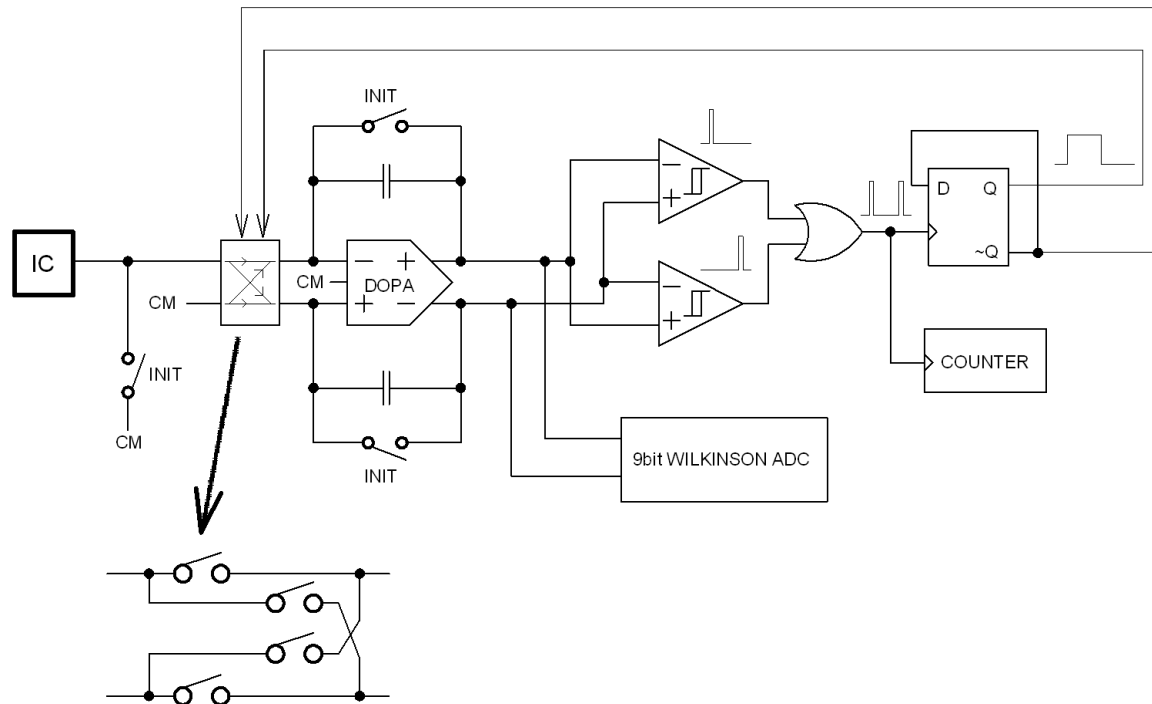 INIT
IC
CM
INIT
CM
CM
− +
DOPA
+ −
INIT
−
+
−
+
D Q
~Q
COUNTER
9bit WILKINSON ADC